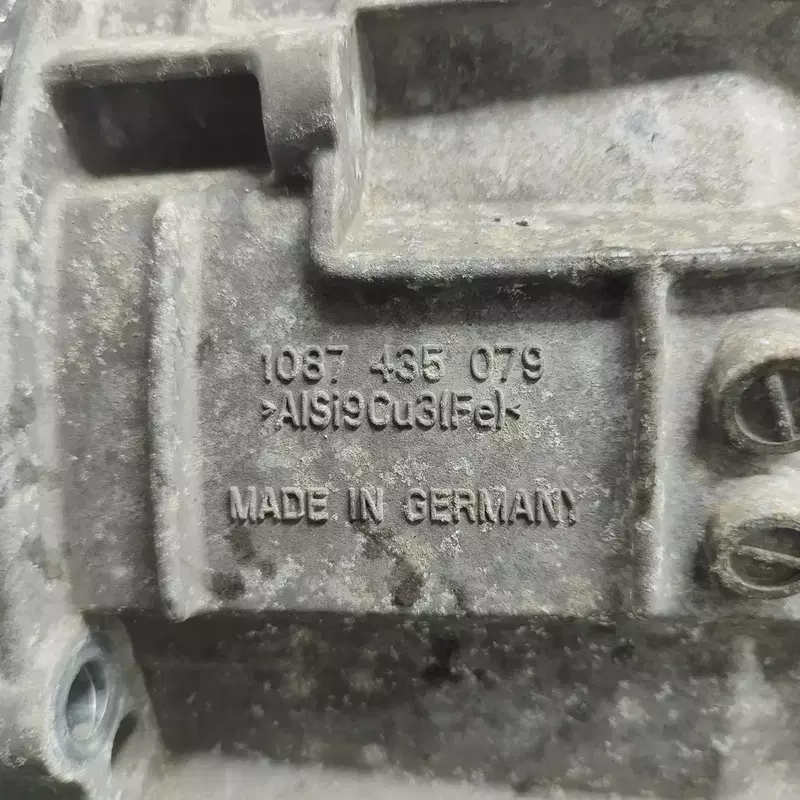 1087 435 079
>AlSi9Cu3(Fe)<
MADE IN GERMANY